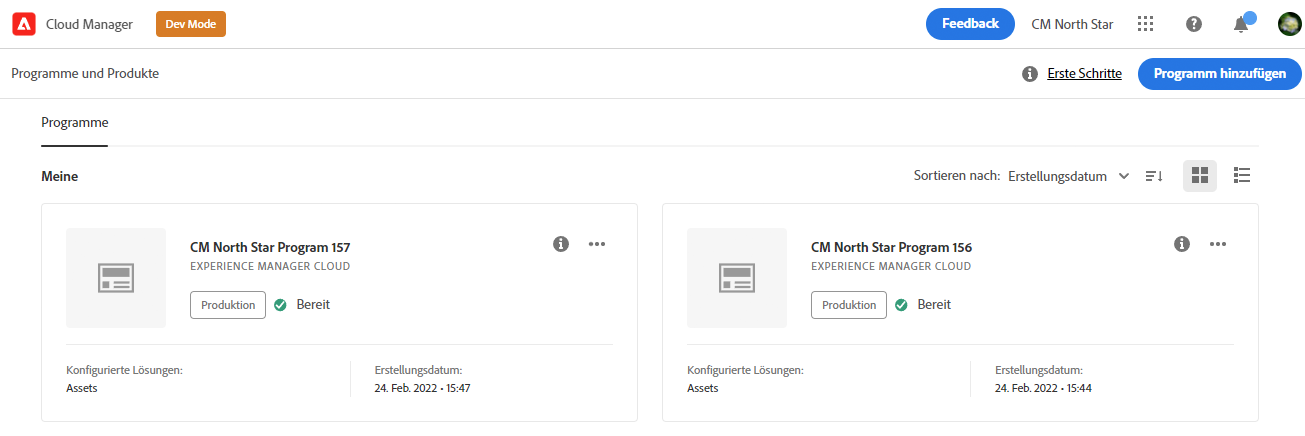 Cloud Manager Dev Mode Feedback CM North Star
Programme und Produkte Erste Schritte Programm hinzufügen
Programme
Meine Sortieren nach: Erstellungsdatum
CM North Star Program 157
EXPERIENCE MANAGER CLOUD
Produktion Bereit
Konfigurierte Lösungen: Erstellungsdatum:
Assets 24. Feb. 2022 • 15:47
CM North Star Program 156
EXPERIENCE MANAGER CLOUD
Produktion Bereit
Konfigurierte Lösungen: Erstellungsdatum:
Assets 24. Feb. 2022 • 15:44